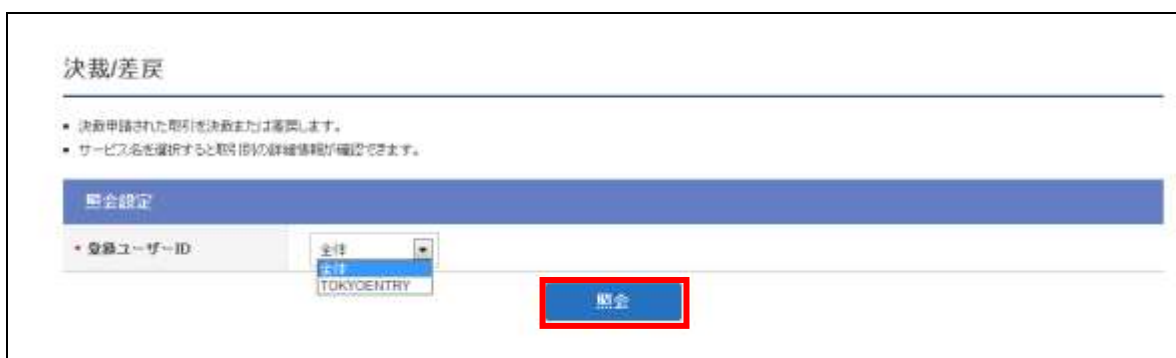 決裁/差戻
• 決裁申請された取引を決裁または差戻します。
• サービス名を選択すると取引別の詳細情報が確認できます。
照会設定
• 登録ユーザーID
全体
全体
TOKYOENTRY
照会